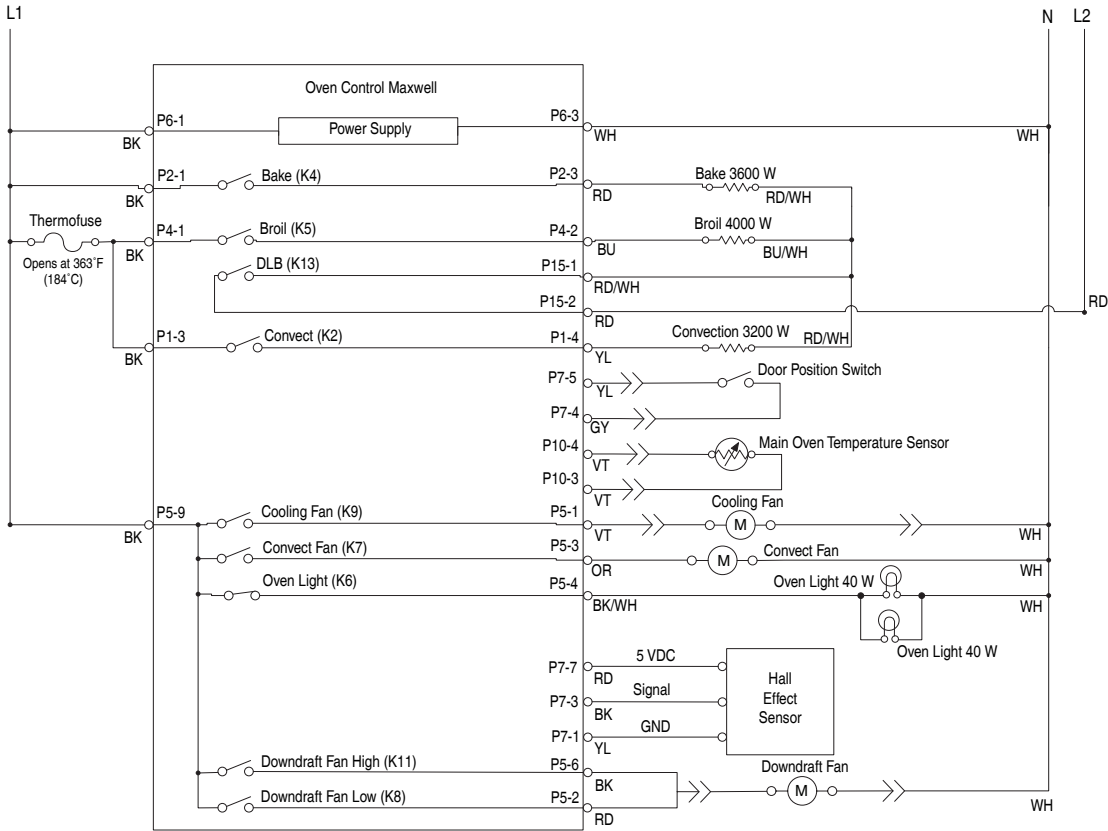 L1
N L2
Oven Control Maxwell
P6-1 Power Supply P6-3
BK WH WH
P2-1 Bake (K4) P2-3 Bake 3600 W
BK RD RD/WH
Thermofuse P4-1 Broil (K5) P4-2 Broil 4000 W
Opens at 363˚F BK BU BU/WH
(184˚C)
DLB (K13) P15-1
RD/WH
P15-2 RD
RD
P1-3 Convect (K2) P1-4 Convection 3200 W RD/WH
BK YL
P7-5 Door Position Switch
YL
P7-4
GY
P10-4 Main Oven Temperature Sensor
VT
P10-3
VT
P5-9 Cooling Fan (K9) P5-1 Cooling Fan
BK VT M WH
Convect Fan (K7) P5-3 Convect Fan
OR M WH
Oven Light (K6) P5-4 Oven Light 40 W
BK/WH WH
Oven Light 40 W
P7-7 5 VDC
RD
P7-3 Signal
BK
P7-1 GND
YL
Hall
Effect
Sensor
Downdraft Fan High (K11) P5-6 Downdraft Fan
BK M
Downdraft Fan Low (K8) P5-2 WH
RD